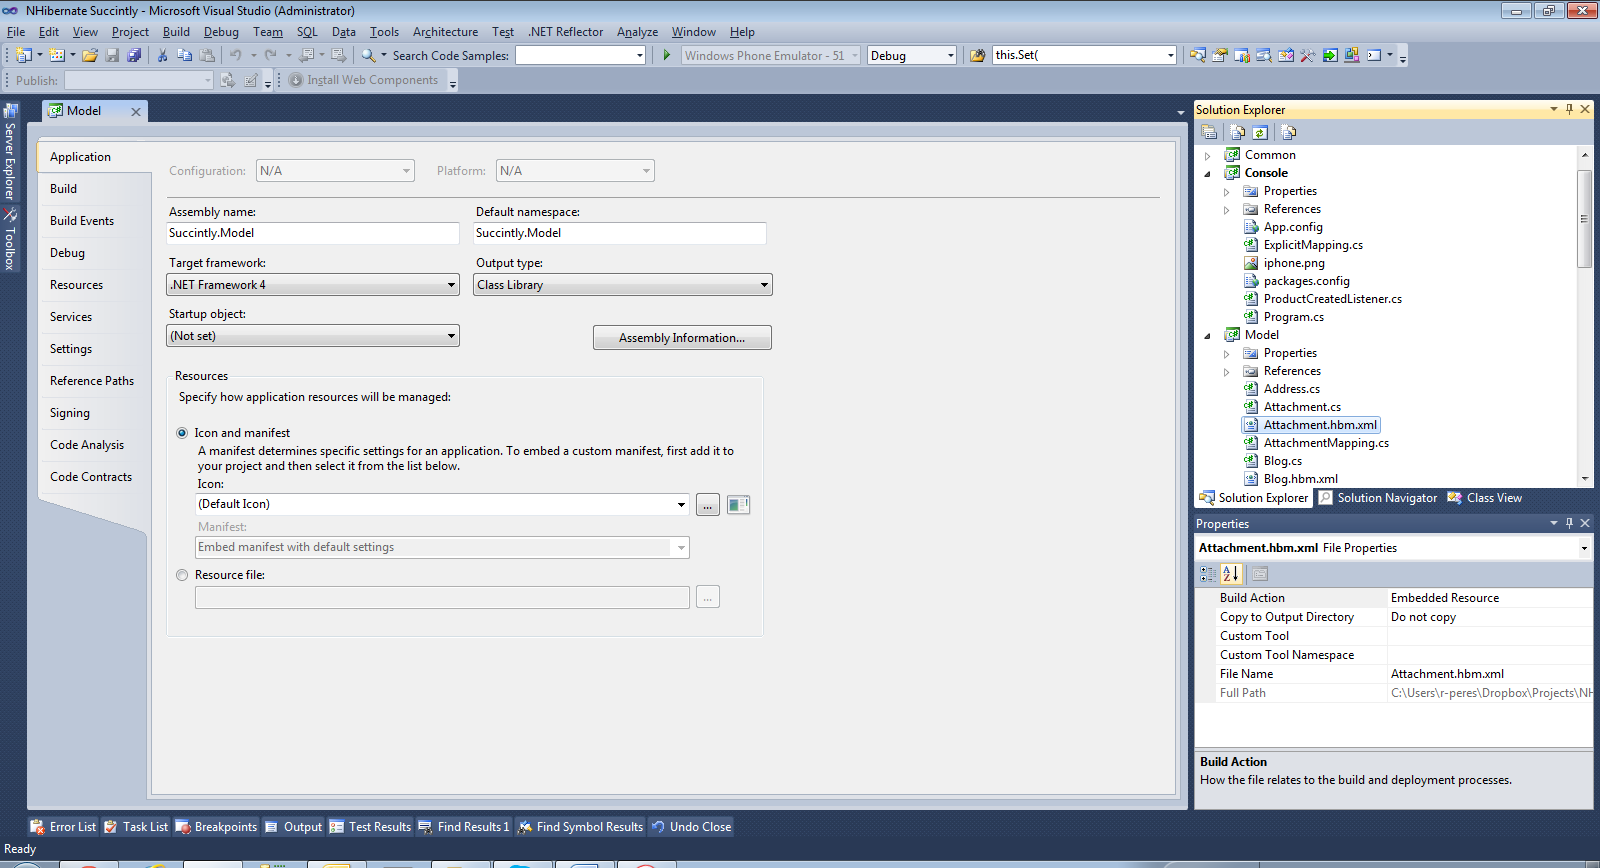 NHibernate Succintly - Microsoft Visual Studio (Administrator)
File Edit View Project Build Debug Team SQL Data Tools Architecture Test .NET Reflector Analyze Window Help
Search Code Samples: Windows Phone Emulator - 51 Debug this.Set(
Publish: Install Web Components
Server Explorer
Toolbox
Model
Application
Build
Build Events
Debug
Resources
Services
Settings
Reference Paths
Signing
Code Analysis
Code Contracts
Configuration: N/A Platform: N/A
Assembly name: Default namespace:
Succintly.Model Succintly.Model
Target framework: Output type:
.NET Framework 4 Class Library
Startup object:
(Not set) Assembly Information...
Resources
Specify how application resources will be managed:
Icon and manifest
A manifest determines specific settings for an application. To embed a custom manifest, first add it to
your project and then select it from the list below.
Icon:
(Default Icon) ...
Manifest:
Embed manifest with default settings
Resource file:
...
Solution Explorer
Common
Console
Properties
References
App.config
ExplicitMapping.cs
iphone.png
packages.config
ProductCreatedListener.cs
Program.cs
Model
Properties
References
Address.cs
Attachment.cs
Attachment.hbm.xml
AttachmentMapping.cs
Blog.cs
Blog.hbm.xml
Solution Explorer Solution Navigator Class View
Properties
Attachment.hbm.xml File Properties
Build Action Embedded Resource
Copy to Output Directory Do not copy
Custom Tool
Custom Tool Namespace
File Name Attachment.hbm.xml
Full Path C:\Users\r-peres\Dropbox\Projects\NH
Build Action
How the file relates to the build and deployment processes.
Error List Task List Breakpoints Output Test Results Find Results 1 Find Symbol Results Undo Close
Ready